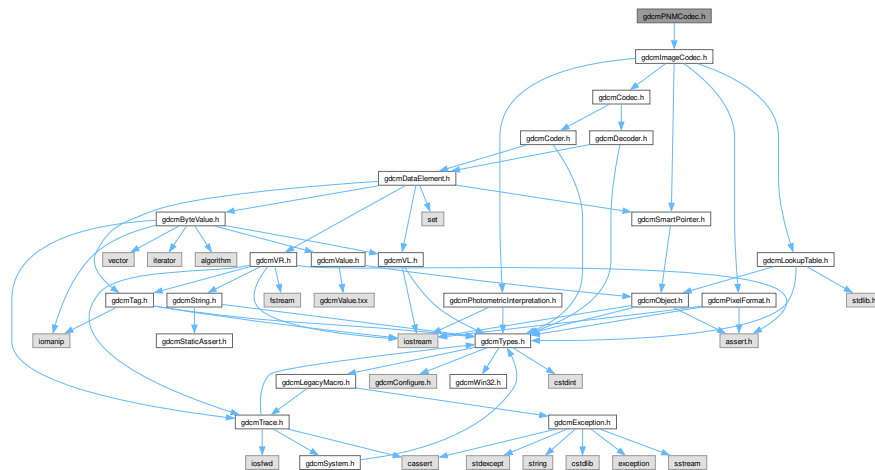 gdcmPNMCodec.h
gdcmImageCodec.h
gdcmCodec.h
gdcmCoder.h
gdcmDecoder.h
gdcmDataElement.h
gdcmByteValue.h
set
gdcmSmartPointer.h
vector
iterator
algorithm
gdcmVR.h
gdcmValue.h
gdcmVL.h
gdcmLookupTable.h
gdcmTag.h
gdcmString.h
fstream
gdcmValue.txx
gdcmPhotometricInterpretation.h
gdcmObject.h
gdcmPixelFormat.h
stdlib.h
iomanip
gdcmStaticAssert.h
iostream
gdcmTypes.h
assert.h
gdcmLegacyMacro.h
gdcmConfigure.h
gdcmWin32.h
cstdint
gdcmTrace.h
gdcmException.h
iosfwd
gdcmSystem.h
cassert
stdexcept
string
cstdlib
exception
sstream